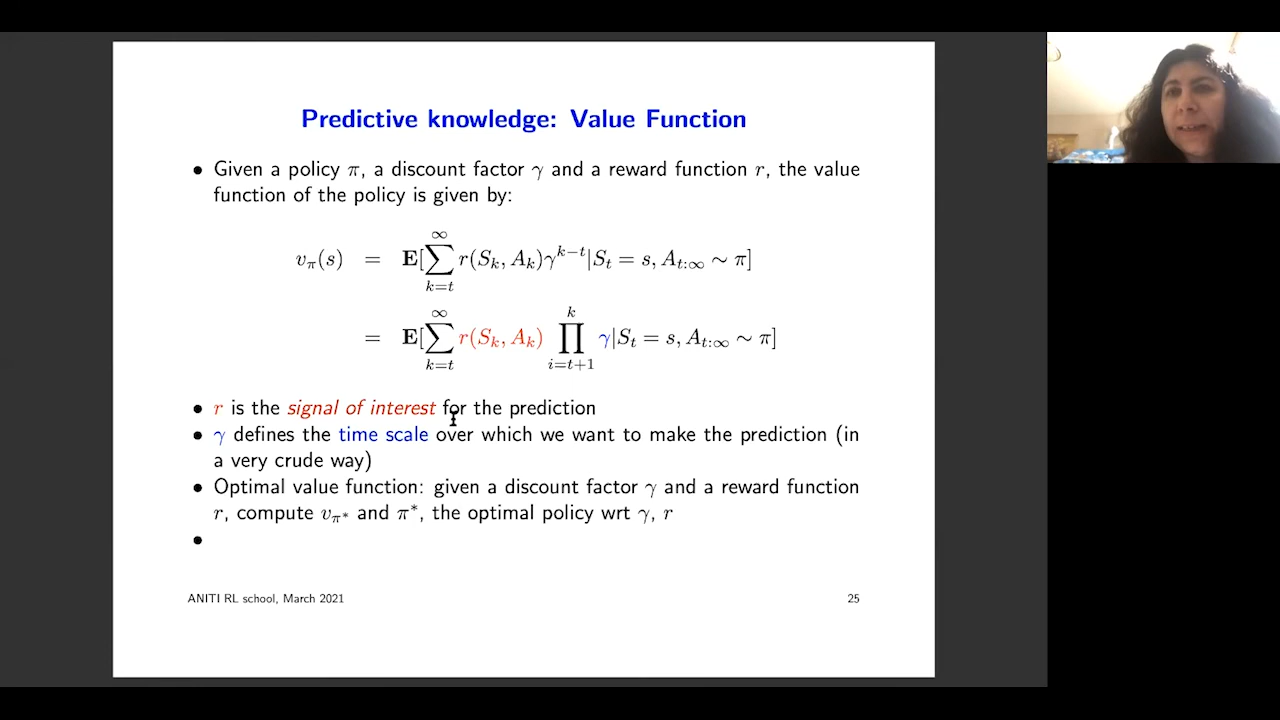 Predictive knowledge: Value Function
• Given a policy π, a discount factor γ and a reward function r, the value
function of the policy is given by:
v_π(s) = E[∑_{k=t}^{∞} r(S_k, A_k)γ^{k−t}|S_t = s, A_{t:∞} ∼ π]
= E[∑_{k=t}^{∞} r(S_k, A_k) ∏_{i=t+1}^{k} γ|S_t = s, A_{t:∞} ∼ π]
• r is the signal of interest for the prediction
• γ defines the time scale over which we want to make the prediction (in
a very crude way)
• Optimal value function: given a discount factor γ and a reward function
r, compute v_{π*} and π*, the optimal policy wrt γ, r
•
ANITI RL school, March 2021 25